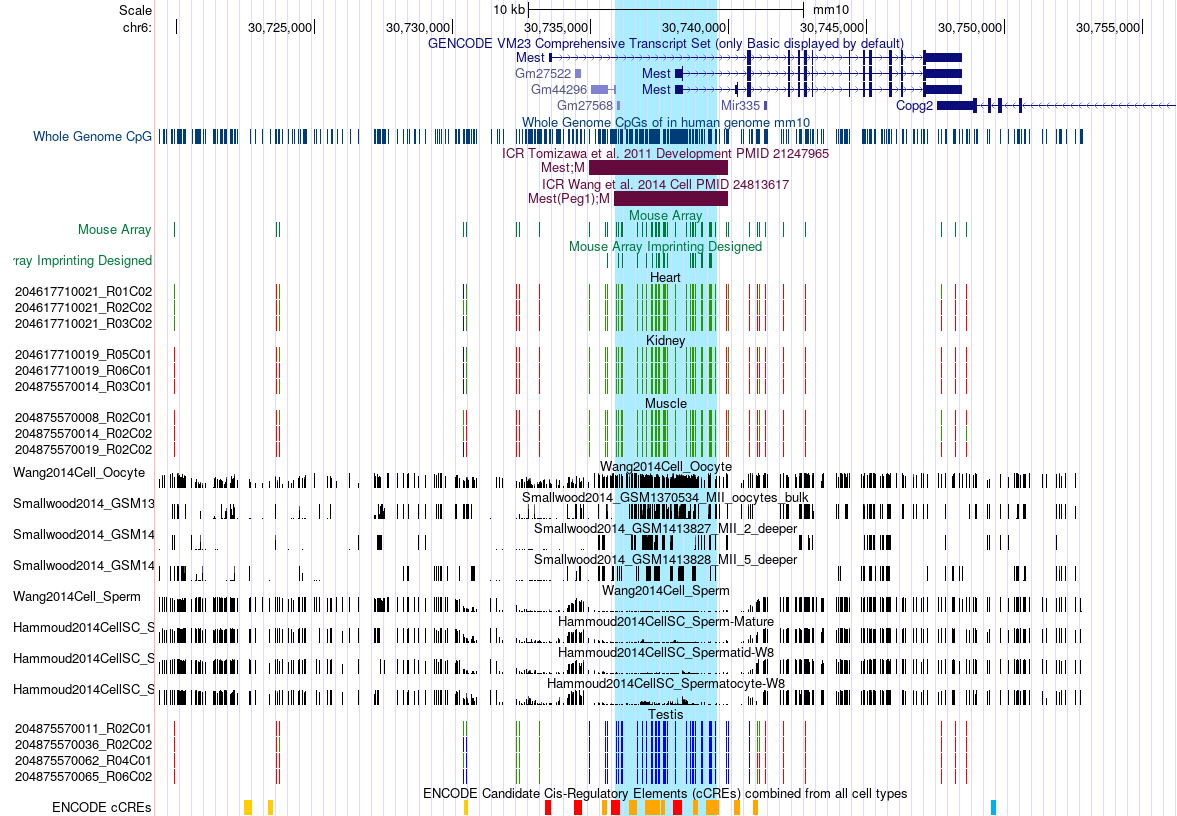 Scale 10 kb mm10
chr6: 30,725,000 30,730,000 30,735,000 30,740,000 30,745,000 30,750,000 30,755,000
GENCODE VM23 Comprehensive Transcript Set (only Basic displayed by default)
Mest
Gm27522 Mest
Gm44296 Mest
Gm27568 Mir335 Copg2
Whole Genome CpGs of in human genome mm10
Whole Genome CpG
ICR Tomizawa et al. 2011 Development PMID 21247965
Mest;M
ICR Wang et al. 2014 Cell PMID 24813617
Mest(Peg1);M
Mouse Array
Mouse Array
Mouse Array Imprinting Designed
rray Imprinting Designed
Heart
204617710021_R01C02
204617710021_R02C02
204617710021_R03C02
Kidney
204617710019_R05C01
204617710019_R06C01
204875570014_R03C01
Muscle
204875570008_R02C01
204875570014_R02C02
204875570019_R02C02
Wang2014Cell_Oocyte
Wang2014Cell_Oocyte
Smallwood2014_GSM1370534_MII_oocytes_bulk
Smallwood2014_GSM13
Smallwood2014_GSM1413827_MII_2_deeper
Smallwood2014_GSM14
Smallwood2014_GSM1413828_MII_5_deeper
Smallwood2014_GSM14
Wang2014Cell_Sperm
Wang2014Cell_Sperm
Hammoud2014CellSC_Sperm-Mature
Hammoud2014CellSC_S
Hammoud2014CellSC_Spermatid-W8
Hammoud2014CellSC_S
Hammoud2014CellSC_Spermatocyte-W8
Hammoud2014CellSC_S
Testis
204875570011_R02C01
204875570036_R02C02
204875570062_R04C01
204875570065_R06C02
ENCODE Candidate Cis-Regulatory Elements (cCREs) combined from all cell types
ENCODE cCREs